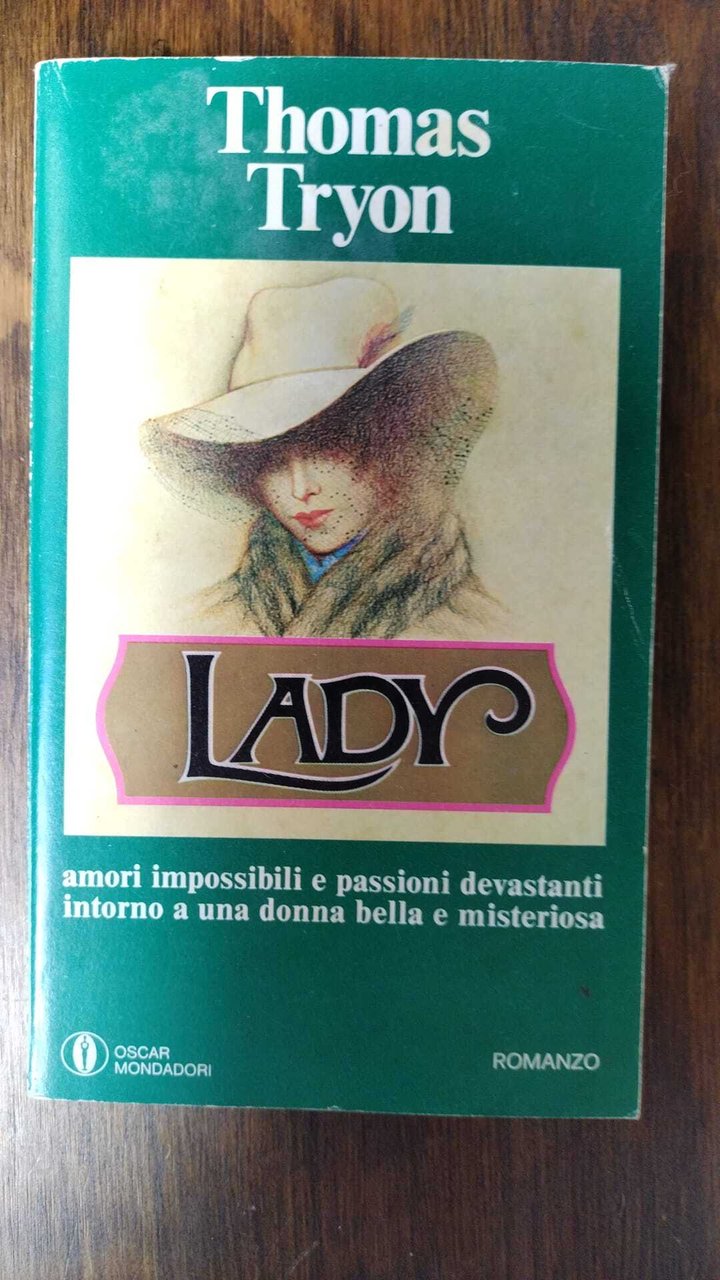 Thomas
Tryon
LADY
amori impossibili e passioni devastanti
intorno a una donna bella e misteriosa
OSCAR
MONDADORI
ROMANZO